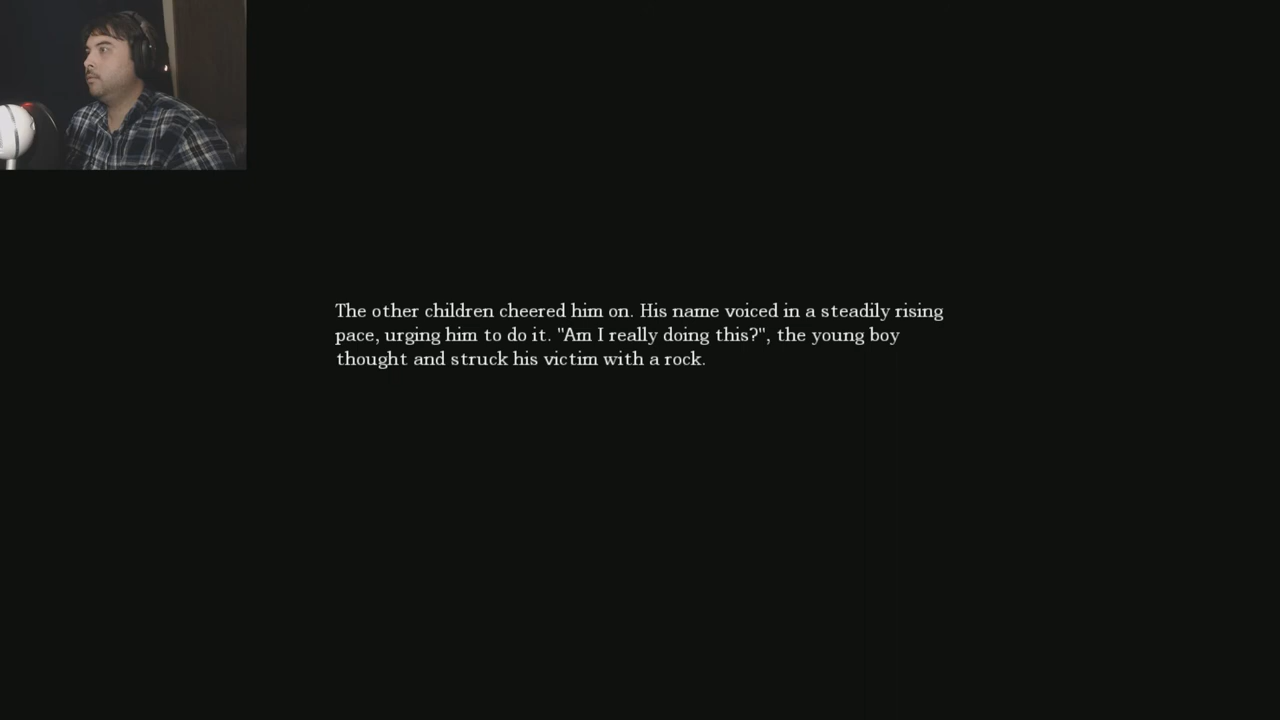 The other children cheered him on. His name voiced in a steadily rising
pace, urging him to do it. "Am I really doing this?", the young boy
thought and struck his victim with a rock.